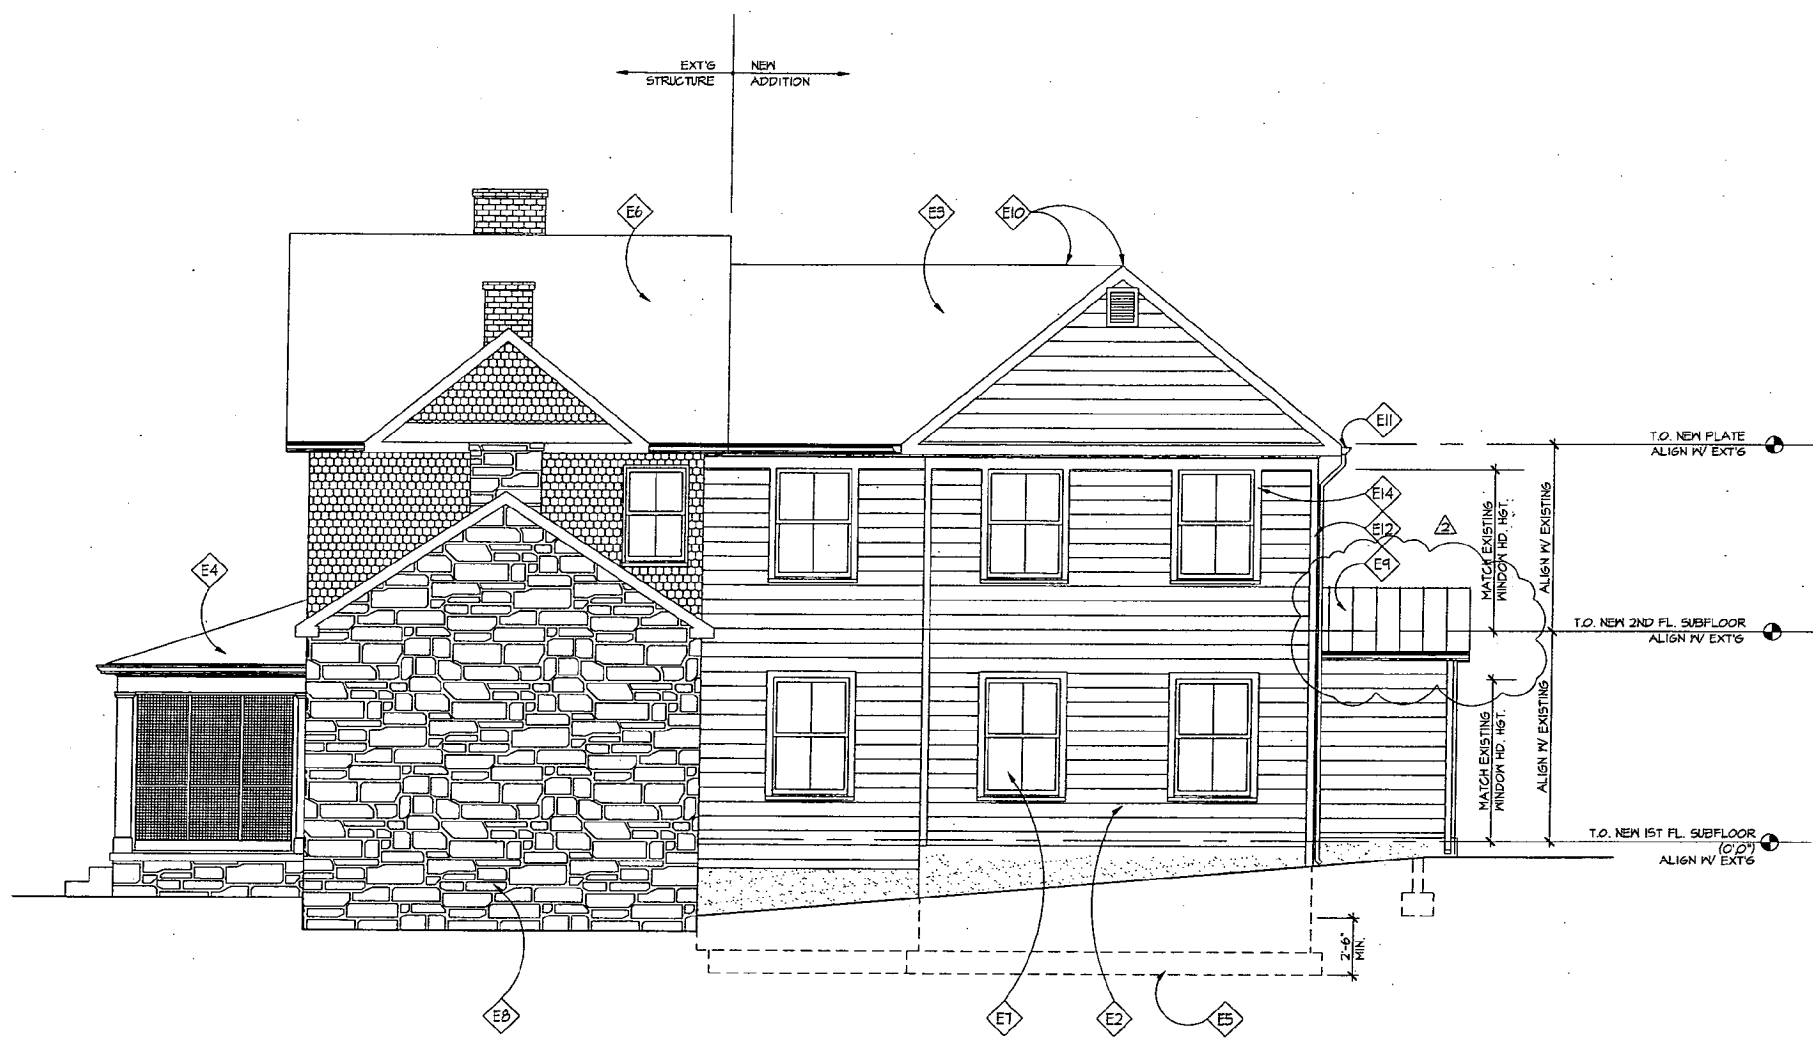 EXT'G
STRUCTURE
NEW
ADDITION
E6
E3
E10
E11
T.O. NEW PLATE
ALIGN W/ EXT'G
E14
E12
2
E9
E4
MATCH EXISTING
WINDOW HD. HGT.
ALIGN W/ EXISTING
T.O. NEW 2ND FL. SUBFLOOR
ALIGN W/ EXT'G
MATCH EXISTING
WINDOW HD. HGT.
ALIGN W/ EXISTING
T.O. NEW 1ST FL. SUBFLOOR
(0'0")
ALIGN W/ EXT'G
2'-6"
MIN.
E8
E7
E2
E5